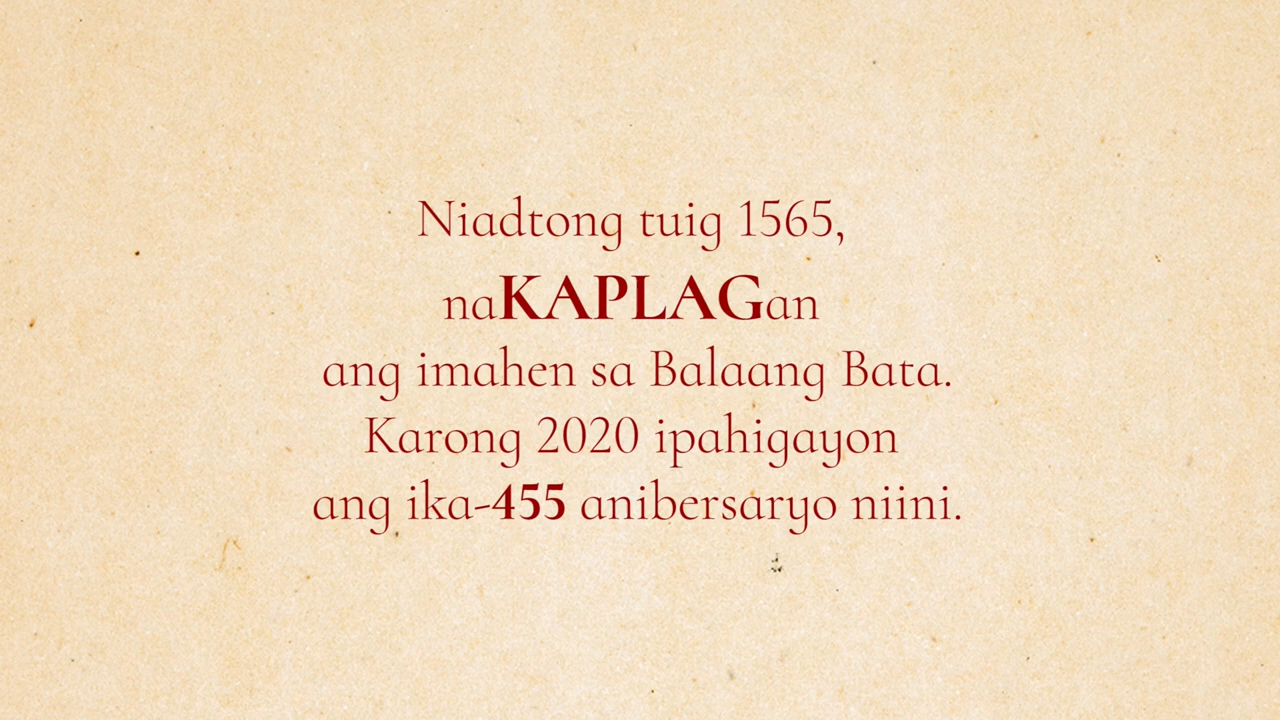 Niadtong tuig 1565,
naKAPLAGan
ang imahen sa Balaang Bata.
Karong 2020 ipahigayon
ang ika-455 anibersaryo niini.